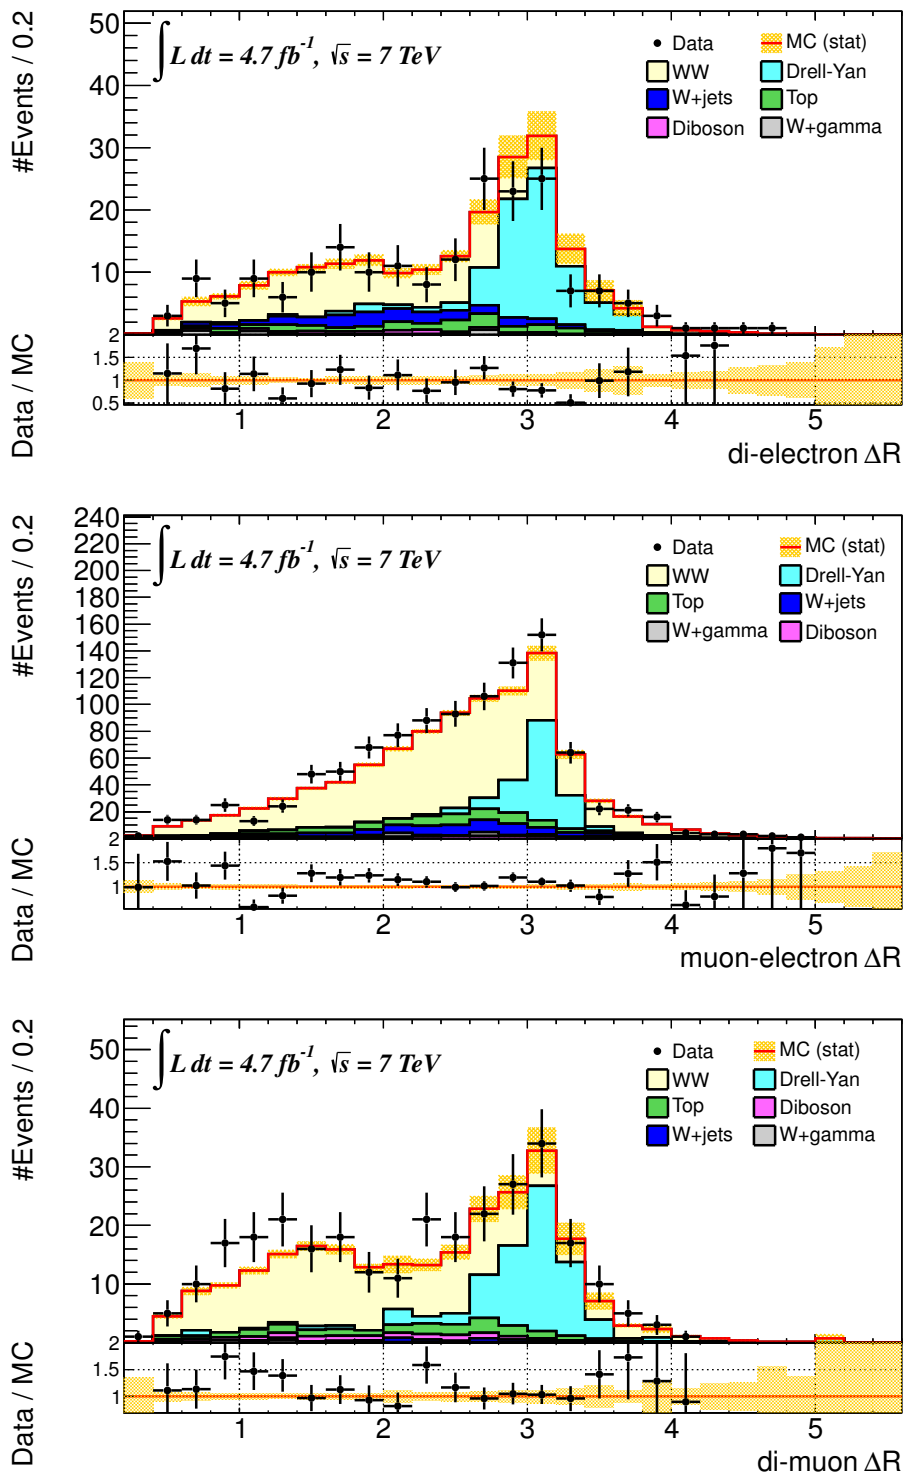 #Events / 0.2
50
40
30
20
10
∫ L dt = 4.7 fb⁻¹, √s = 7 TeV
Data
MC (stat)
WW
Drell-Yan
W+jets
Top
Diboson
W+gamma
Data / MC
2
1.5
1
0.5
1 2 3 4 5
di-electron ΔR
#Events / 0.2
240
220
200
180
160
140
120
100
80
60
40
20
∫ L dt = 4.7 fb⁻¹, √s = 7 TeV
Data
MC (stat)
WW
Drell-Yan
Top
W+jets
W+gamma
Diboson
Data / MC
2
1.5
1
1 2 3 4 5
muon-electron ΔR
#Events / 0.2
50
40
30
20
10
∫ L dt = 4.7 fb⁻¹, √s = 7 TeV
Data
MC (stat)
WW
Drell-Yan
Top
Diboson
W+jets
W+gamma
Data / MC
2
1.5
1
1 2 3 4 5
di-muon ΔR